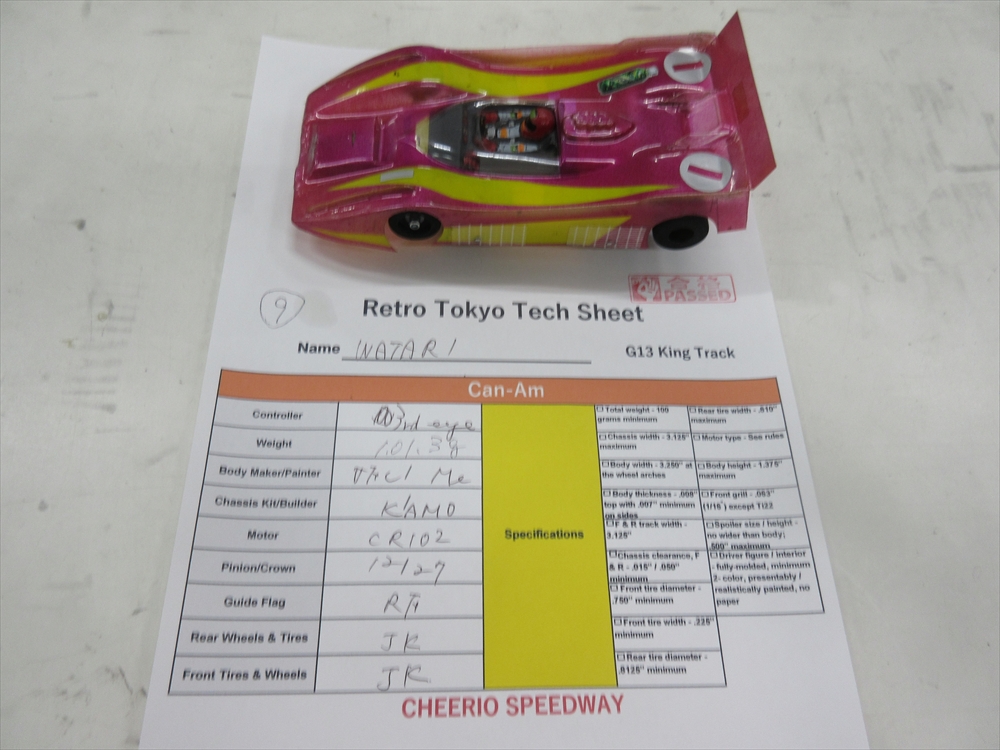 1
1
合格
PASSED
9
Retro Tokyo Tech Sheet
Name WATARI
G13 King Track
Can-Am
Controller 3rd eye
Weight 101.3g
Body Maker/Painter Me
Chassis Kit/Builder KAMO
Motor CR102
Pinion/Crown 12/27
Guide Flag
Rear Wheels & Tires JK
Front Tires & Wheels JK
Specifications
Total weight - 100
grams minimum
Chassis width - 3.125"
maximum
Body width - 3.250" at
the wheel arches
Body thickness - .005"
top with .007" minimum
on sides
F & R track width -
3.125"
Chassis clearance, F
& R - .015" / .050"
minimum
Front tire diameter -
.750" minimum
Front tire width - .225"
minimum
Rear tire diameter -
.8125" minimum
Rear tire width - .810"
maximum
Motor type - See rules
Body height - 1.375"
maximum
Front grill - .063"
(1/16") except Ti22
Spoiler size / height -
no wider than body;
.500" maximum
Driver figure / interior
- fully-molded, minimum
2- color, presentably /
realistically painted, no
paper
CHEERIO SPEEDWAY